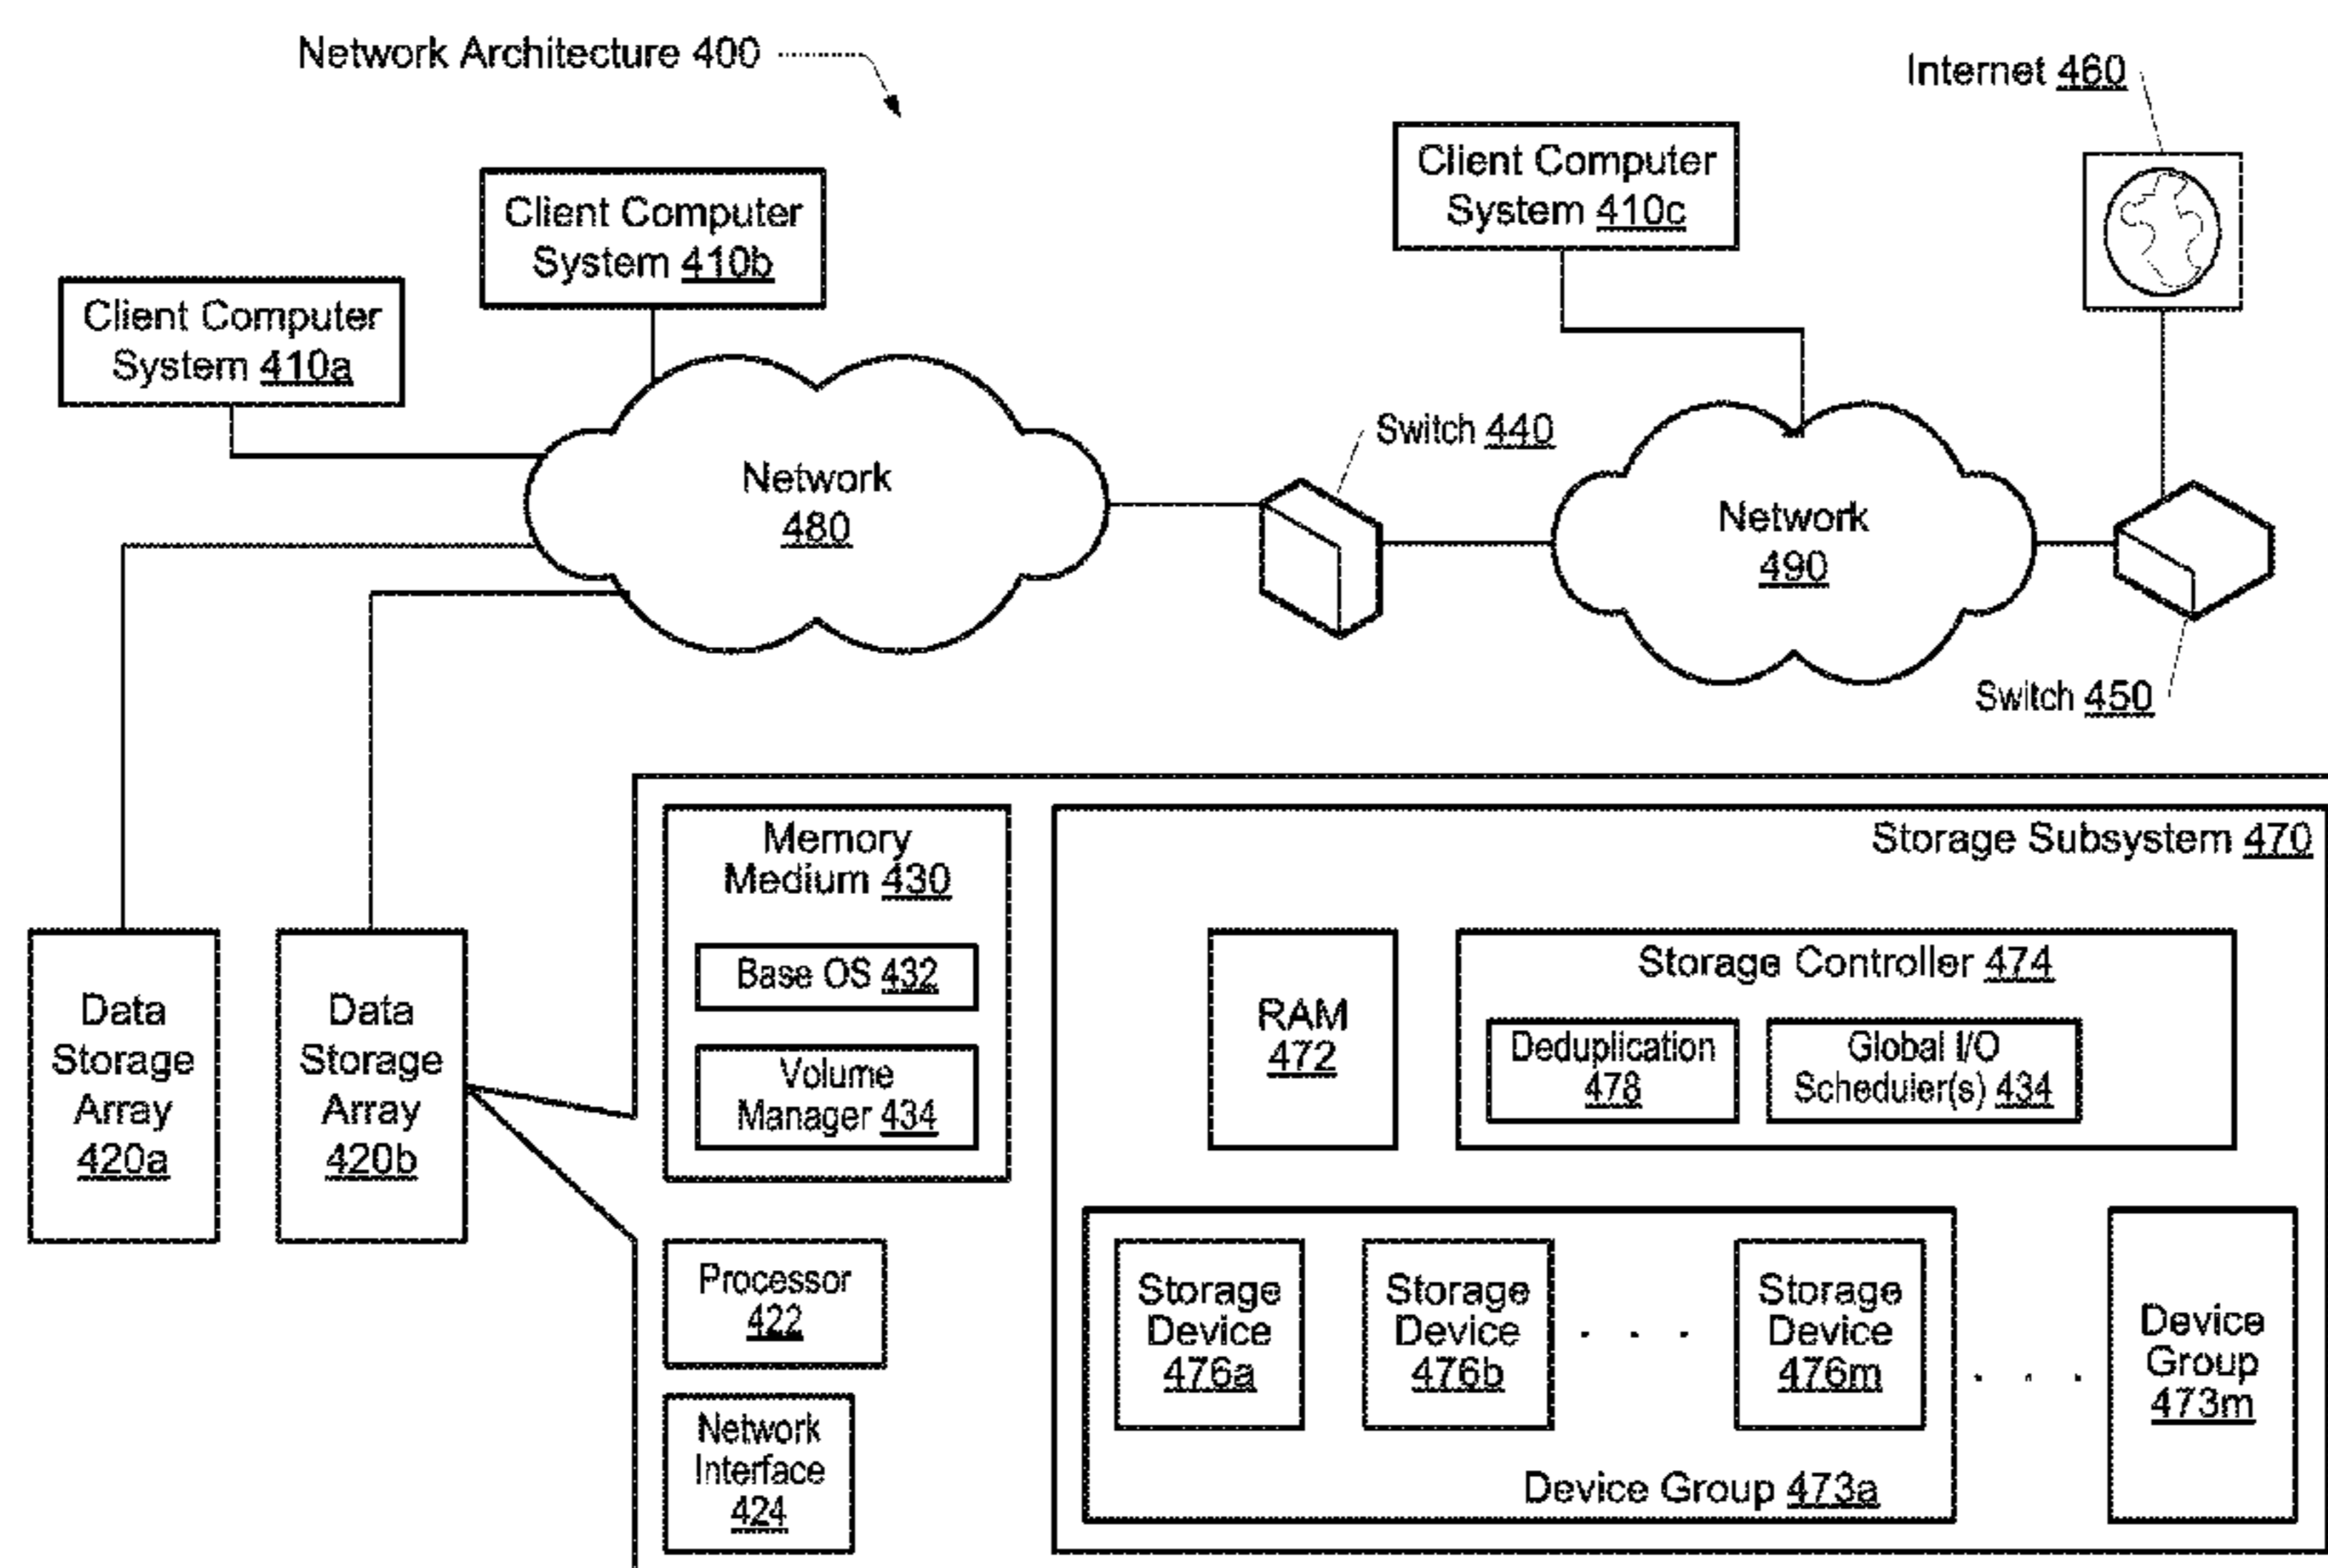 Network Architecture 400
Internet 460
Client Computer
System 410c
Client Computer
System 410b
Client Computer
System 410a
Switch 440
Network
480
Network
490
Switch 450
Memory
Medium 430
Base OS 432
Volume
Manager 434
Storage Subsystem 470
RAM
472
Storage Controller 474
Deduplication
478
Global I/O
Scheduler(s) 434
Data
Storage
Array
420a
Data
Storage
Array
420b
Processor
422
Network
Interface
424
Storage
Device
476a
Storage
Device
476b
. . .
Storage
Device
476m
Device Group 473a
. . .
Device
Group
473m